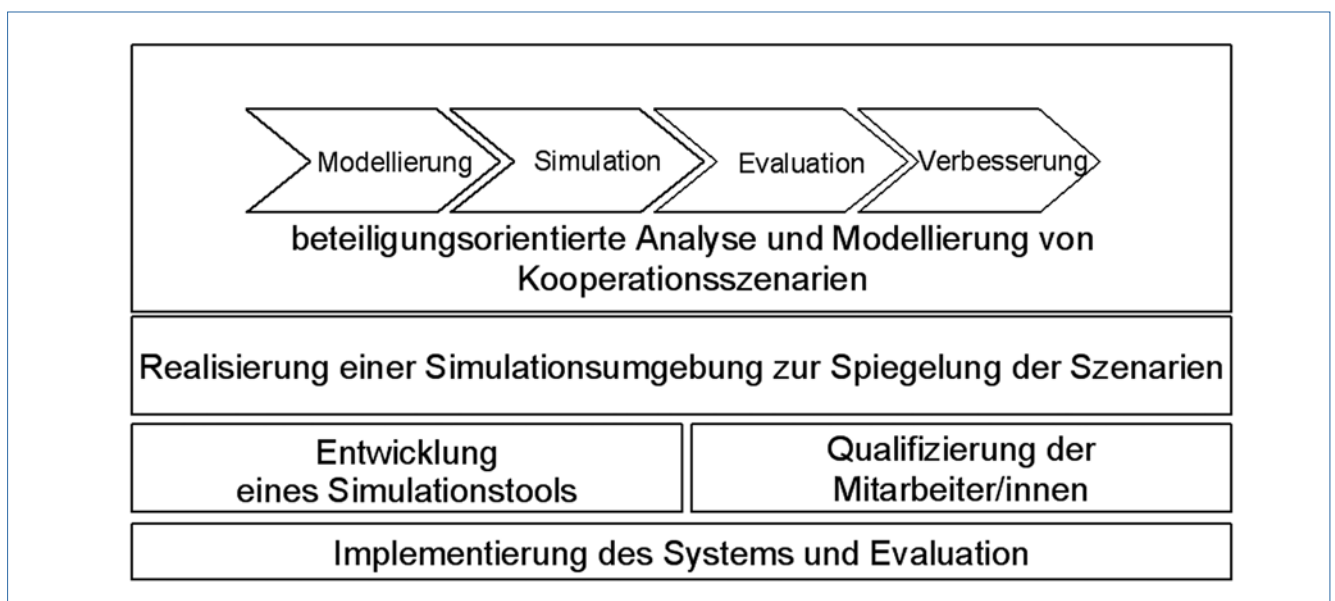 Modellierung
Simulation
Evaluation
Verbesserung
beteiligungsorientierte Analyse und Modellierung von
Kooperationsszenarien
Realisierung einer Simulationsumgebung zur Spiegelung der Szenarien
Entwicklung
eines Simulationstools
Qualifizierung der
Mitarbeiter/innen
Implementierung des Systems und Evaluation